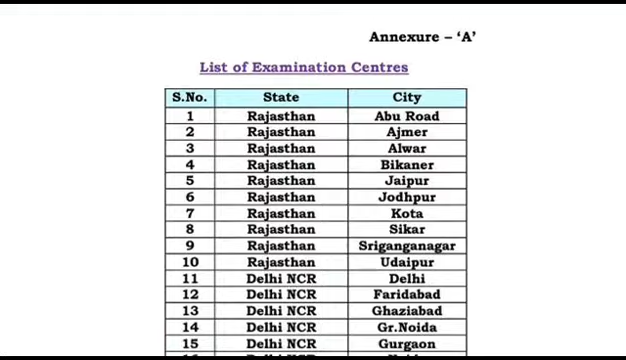 Annexure – ‘A’
List of Examination Centres
S.No. State City
1 Rajasthan Abu Road
2 Rajasthan Ajmer
3 Rajasthan Alwar
4 Rajasthan Bikaner
5 Rajasthan Jaipur
6 Rajasthan Jodhpur
7 Rajasthan Kota
8 Rajasthan Sikar
9 Rajasthan Sriganganagar
10 Rajasthan Udaipur
11 Delhi NCR Delhi
12 Delhi NCR Faridabad
13 Delhi NCR Ghaziabad
14 Delhi NCR Gr.Noida
15 Delhi NCR Gurgaon